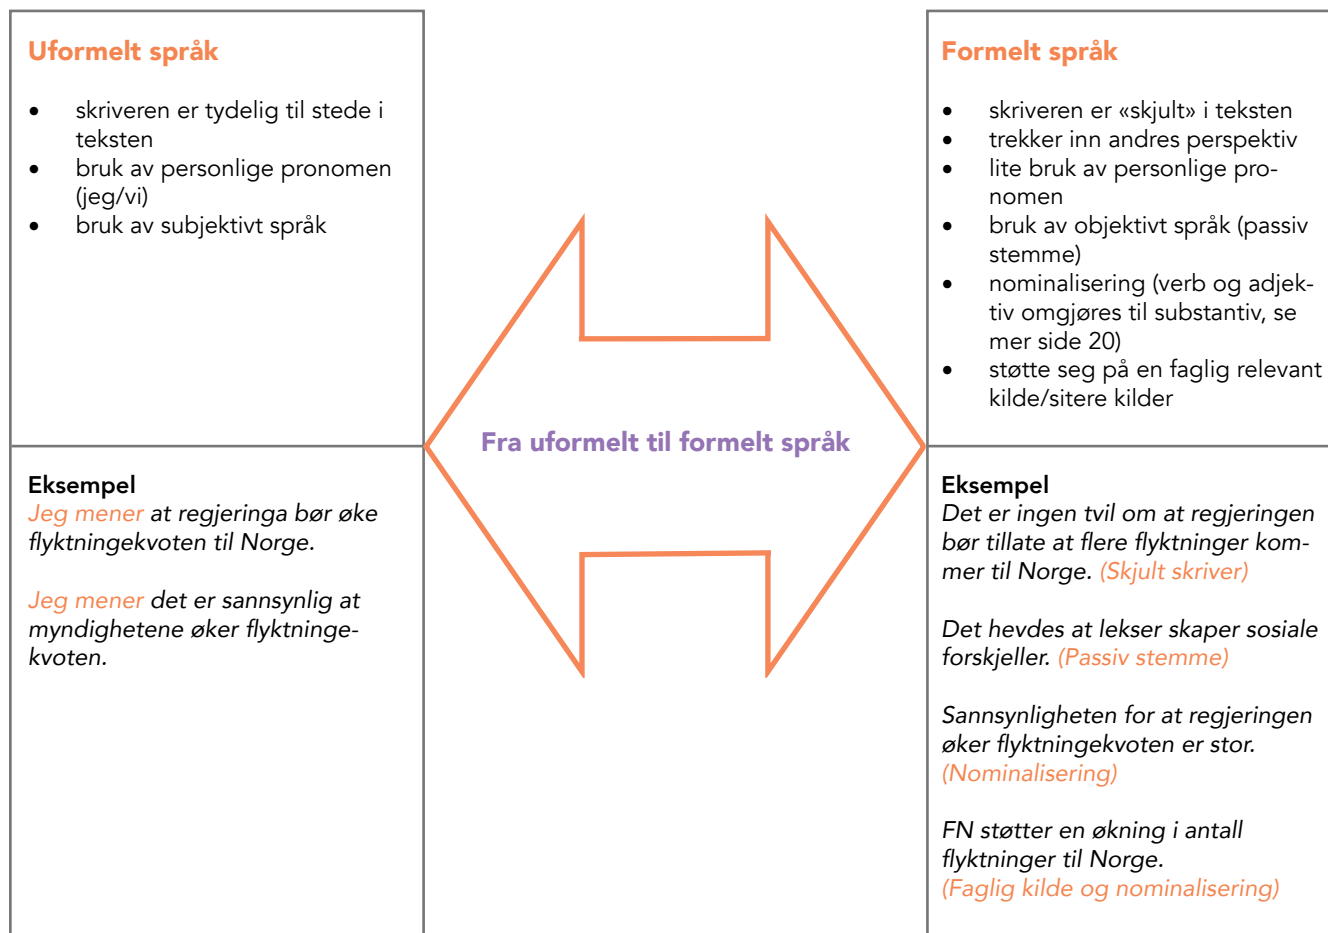 Uformelt språk
• skriveren er tydelig til stede i
teksten
• bruk av personlige pronomen
(jeg/vi)
• bruk av subjektivt språk
Eksempel
Jeg mener at regjeringa bør øke
flyktningekvoten til Norge.
Jeg mener det er sannsynlig at
myndighetene øker flyktninge-
kvoten.
Fra uformelt til formelt språk
Formelt språk
• skriveren er «skjult» i teksten
• trekker inn andres perspektiv
• lite bruk av personlige pro-
nomen
• bruk av objektivt språk (passiv
stemme)
• nominalisering (verb og adjek-
tiv omgjøres til substantiv, se
mer side 20)
• støtte seg på en faglig relevant
kilde/sitere kilder
Eksempel
Det er ingen tvil om at regjeringen
bør tillate at flere flyktninger kom-
mer til Norge. (Skjult skriver)
Det hevdes at lekser skaper sosiale
forskjeller. (Passiv stemme)
Sannsynligheten for at regjeringen
øker flyktningekvoten er stor.
(Nominalisering)
FN støtter en økning i antall
flyktninger til Norge.
(Faglig kilde og nominalisering)